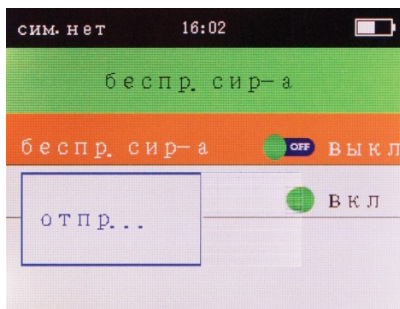 сим. нет 16:02
беспр. сир-а
беспр. сир-а OFF выкл
вкл
отпр...